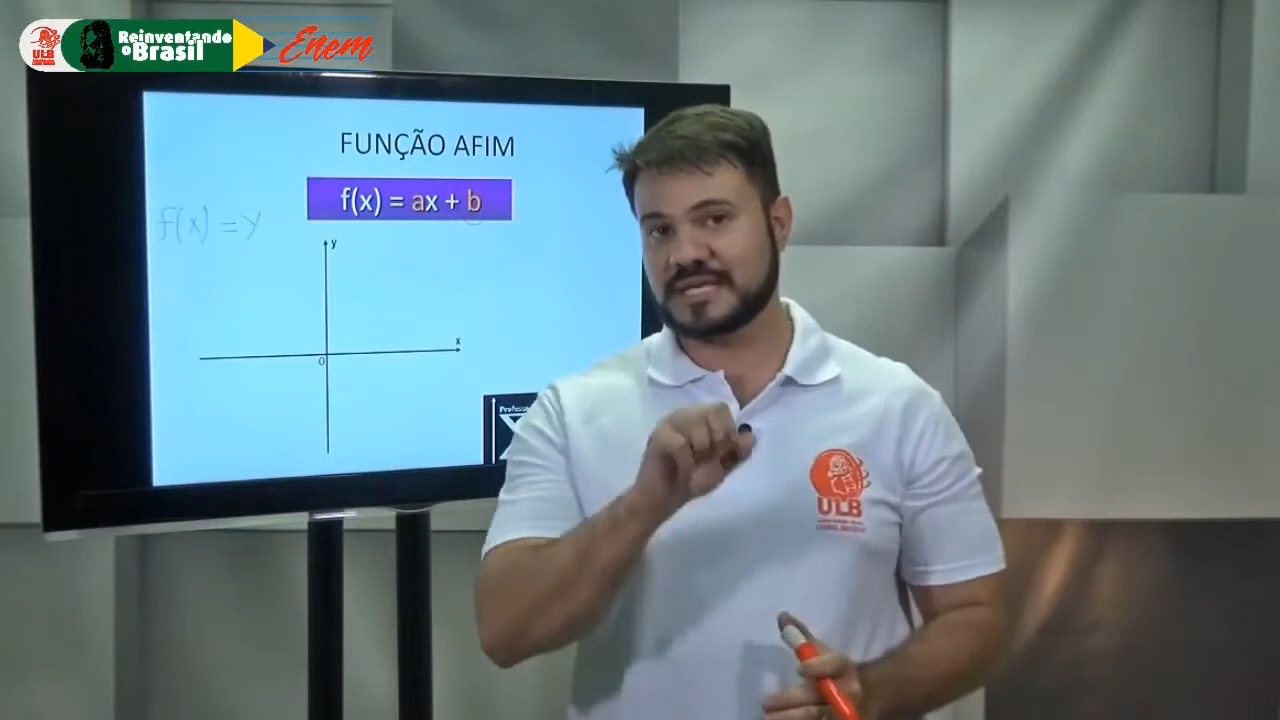 ULB
Reinventando
o Brasil
Enem
FUNÇÃO AFIM
f(x) = ax + b
f(x) = y
y
x
0
ULB